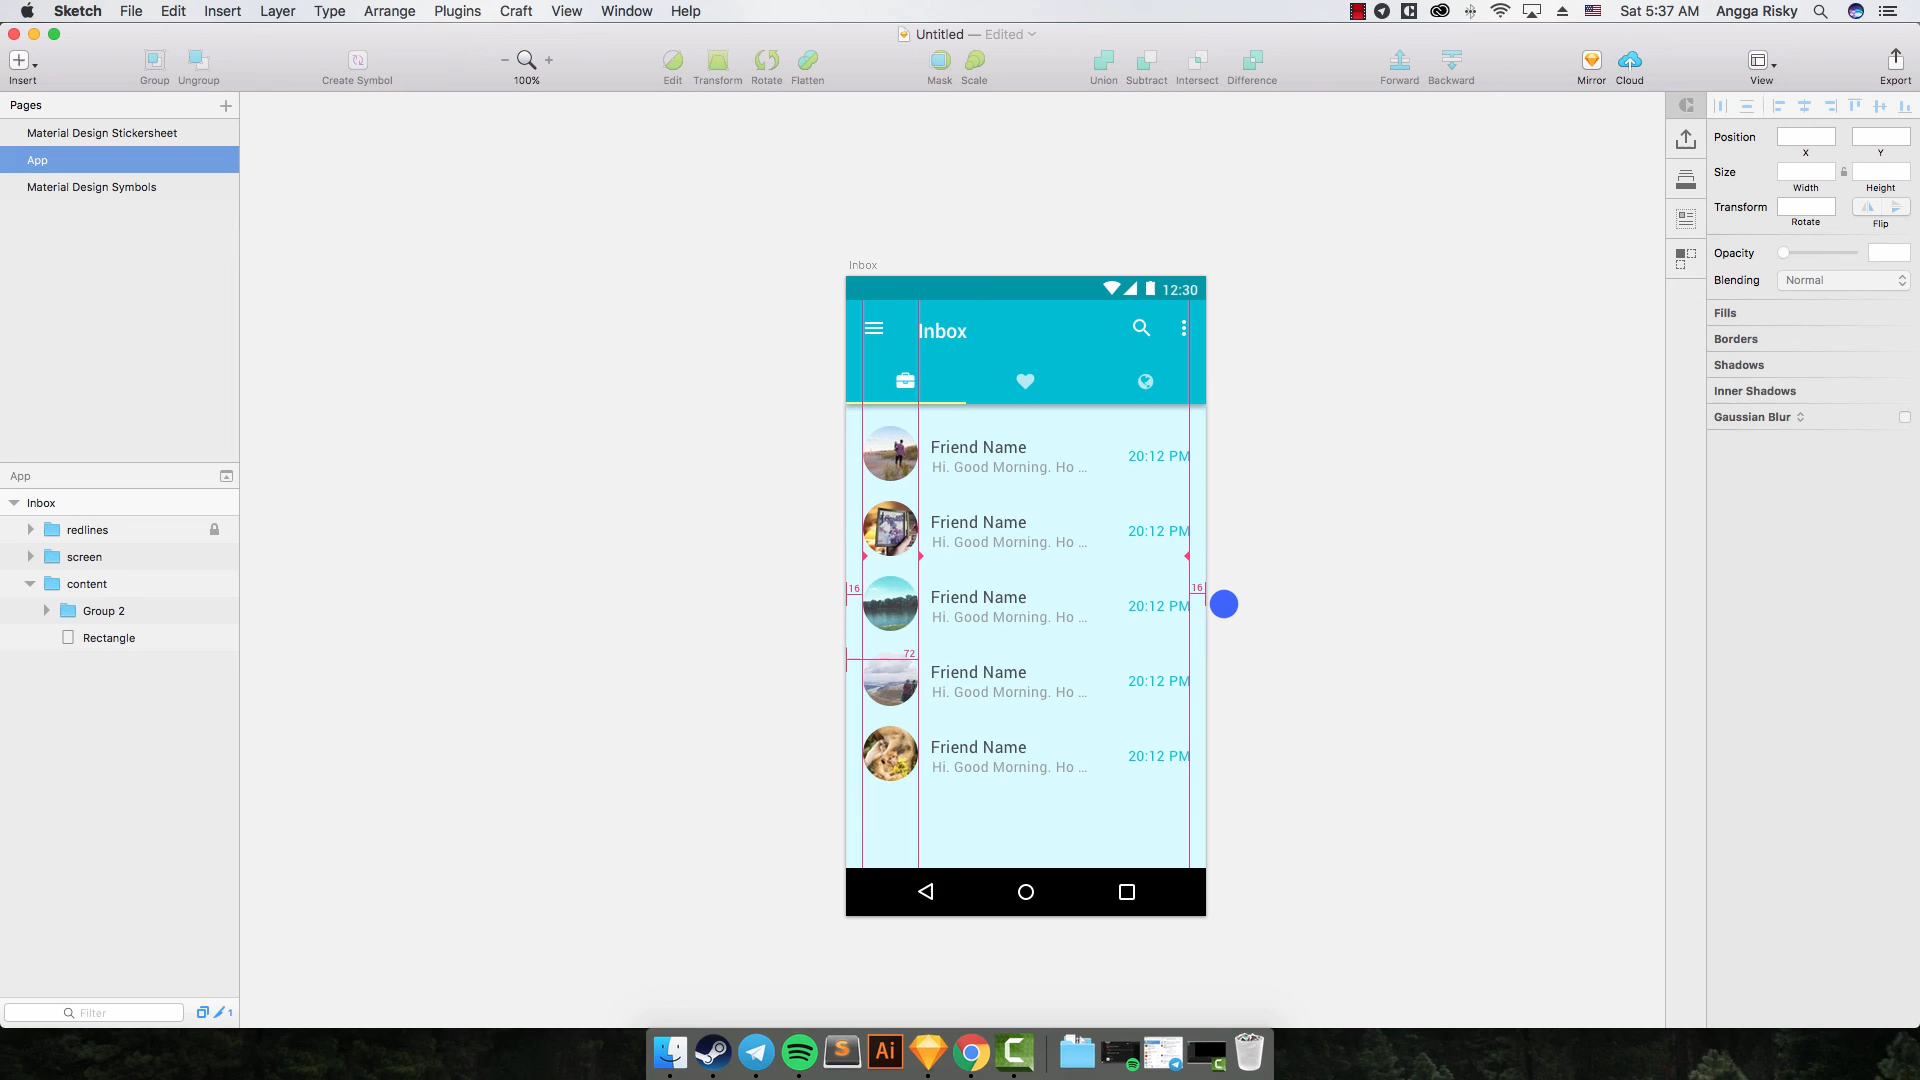 Sketch File Edit Insert Layer Type Arrange Plugins Craft View Window Help
Sat 5:37 AM Angga Risky
Untitled — Edited
Insert Group Ungroup Create Symbol 100% Edit Transform Rotate Flatten Mask Scale Union Subtract Intersect Difference Forward Backward Mirror Cloud View Export
Pages
Material Design Stickersheet
App
Material Design Symbols
App
Inbox
redlines
screen
content
Group 2
Rectangle
Filter
1
Inbox
12:30
Inbox
Friend Name
Hi. Good Morning. Ho ...
20:12 PM
Friend Name
Hi. Good Morning. Ho ...
20:12 PM
16
Friend Name
Hi. Good Morning. Ho ...
20:12 PM
16
72
Friend Name
Hi. Good Morning. Ho ...
20:12 PM
Friend Name
Hi. Good Morning. Ho ...
20:12 PM
Position
X Y
Size
Width Height
Transform
Rotate Flip
Opacity
Blending Normal
Fills
Borders
Shadows
Inner Shadows
Gaussian Blur
S
Ai